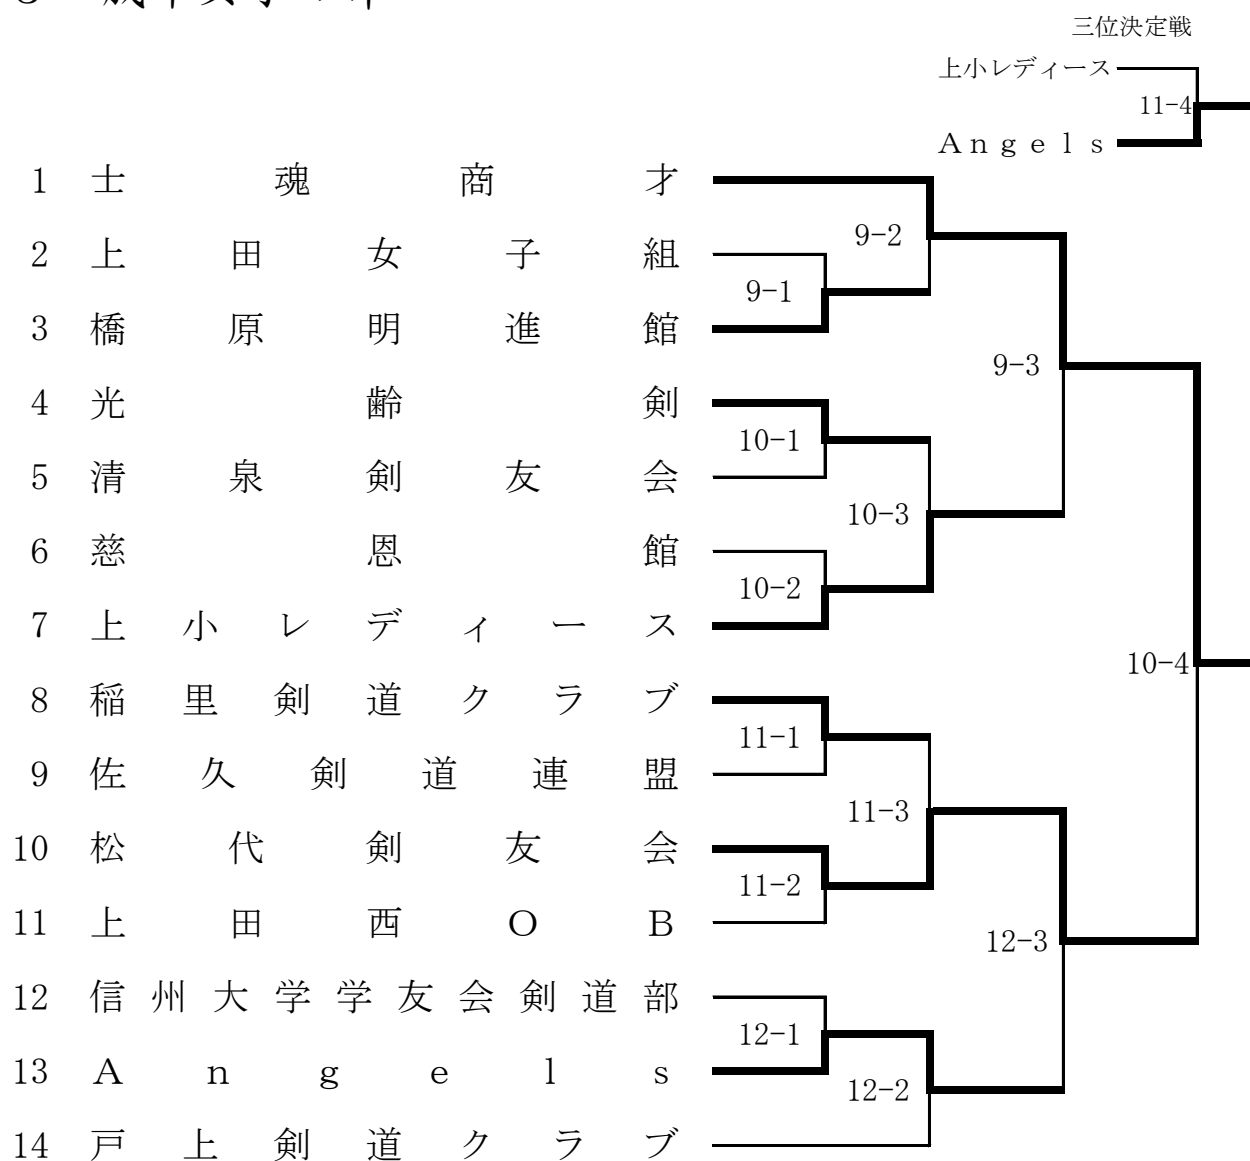 三位決定戦
上小レディース
11-4
Angels
1 士魂商才
9-2
2 上田女子組
9-1
3 橋原明進館
9-3
4 光齢剣
10-1
5 清泉剣友会
10-3
6 慈恩館
10-2
7 上小レディース
10-4
8 稲里剣道クラブ
11-1
9 佐久剣道連盟
11-3
10 松代剣友会
11-2
11 上田西OB
12-3
12 信州大学学友会剣道部
12-1
13 Angels
12-2
14 戸上剣道クラブ